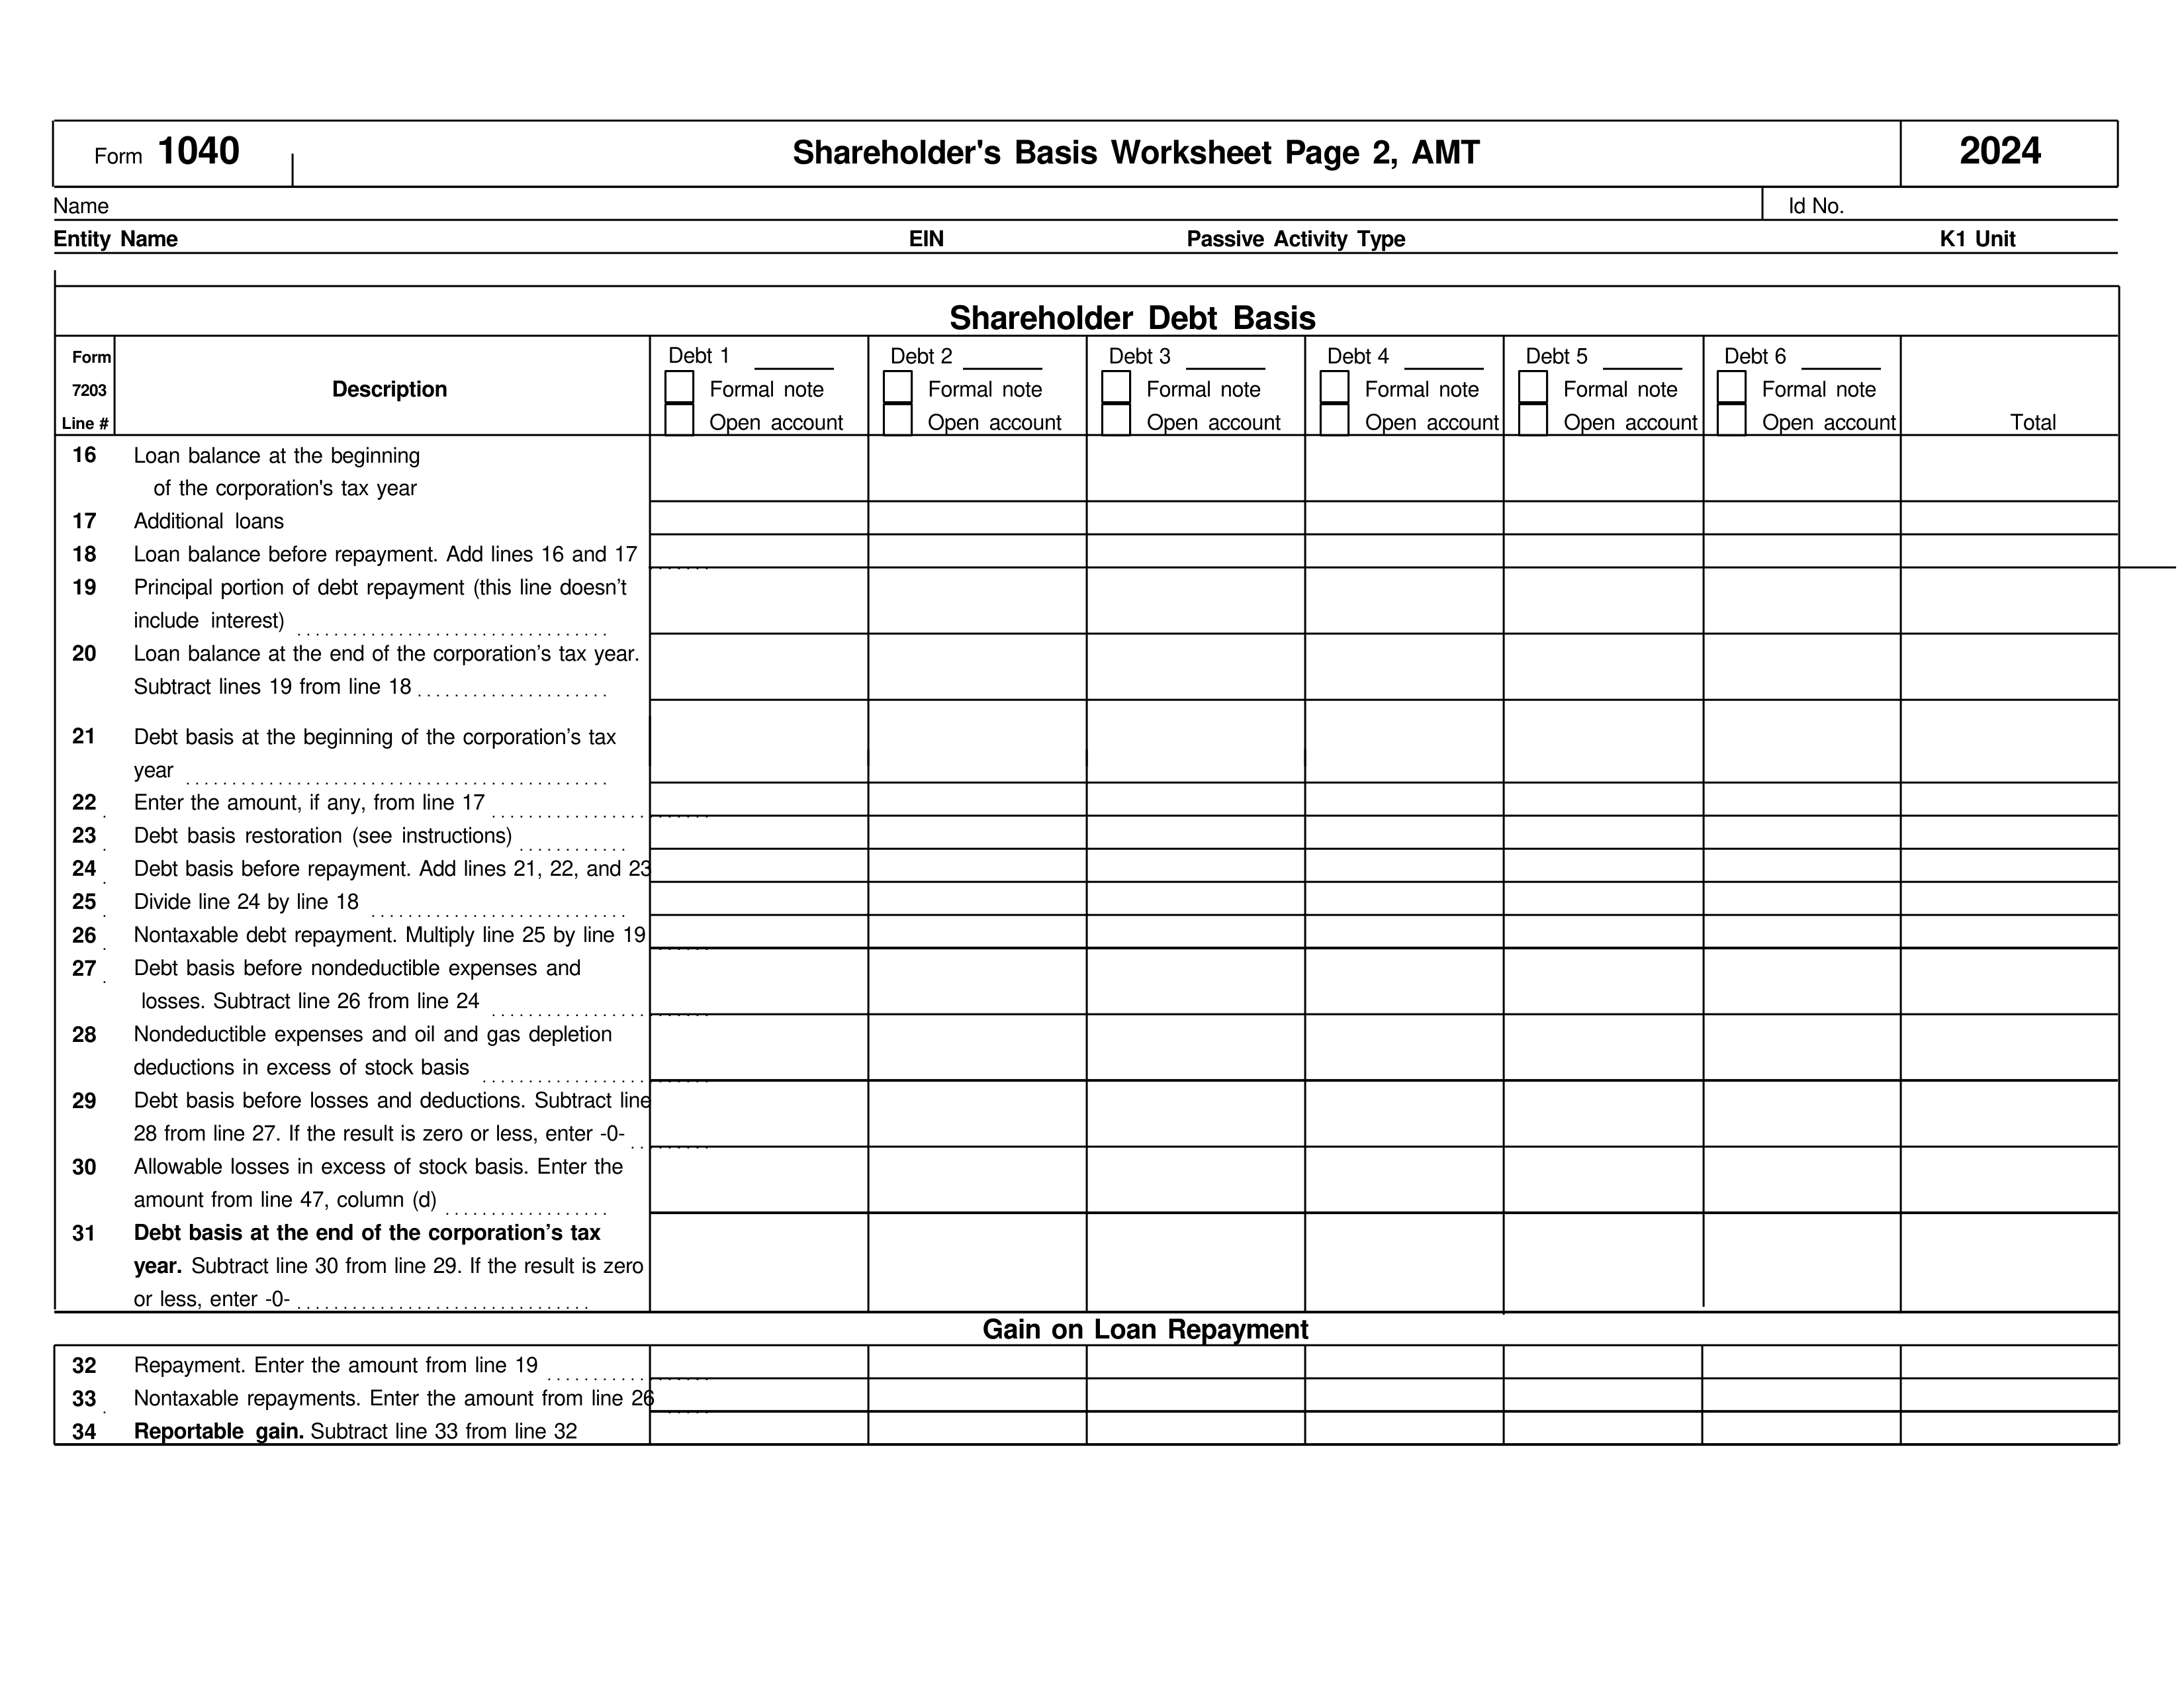 Form 1040 Shareholder's Basis Worksheet Page 2, AMT 2024
Name Id No.
Entity Name EIN Passive Activity Type K1 Unit
Shareholder Debt Basis
Form Debt 1 Debt 2 Debt 3 Debt 4 Debt 5 Debt 6
7203 Description Formal note Formal note Formal note Formal note Formal note Formal note
Line # Open account Open account Open account Open account Open account Open account Total
16 Loan balance at the beginning
of the corporation's tax year
17 Additional loans
18 Loan balance before repayment. Add lines 16 and 17
19 Principal portion of debt repayment (this line doesn’t
include interest)
20 Loan balance at the end of the corporation’s tax year.
Subtract lines 19 from line 18
21 Debt basis at the beginning of the corporation’s tax
year
22 Enter the amount, if any, from line 17
23 Debt basis restoration (see instructions)
24 Debt basis before repayment. Add lines 21, 22, and 23
25 Divide line 24 by line 18
26 Nontaxable debt repayment. Multiply line 25 by line 19
27 Debt basis before nondeductible expenses and
losses. Subtract line 26 from line 24
28 Nondeductible expenses and oil and gas depletion
deductions in excess of stock basis
29 Debt basis before losses and deductions. Subtract line
28 from line 27. If the result is zero or less, enter -0-
30 Allowable losses in excess of stock basis. Enter the
amount from line 47, column (d)
31 Debt basis at the end of the corporation’s tax
year. Subtract line 30 from line 29. If the result is zero
or less, enter -0-
Gain on Loan Repayment
32 Repayment. Enter the amount from line 19
33 Nontaxable repayments. Enter the amount from line 26
34 Reportable gain. Subtract line 33 from line 32